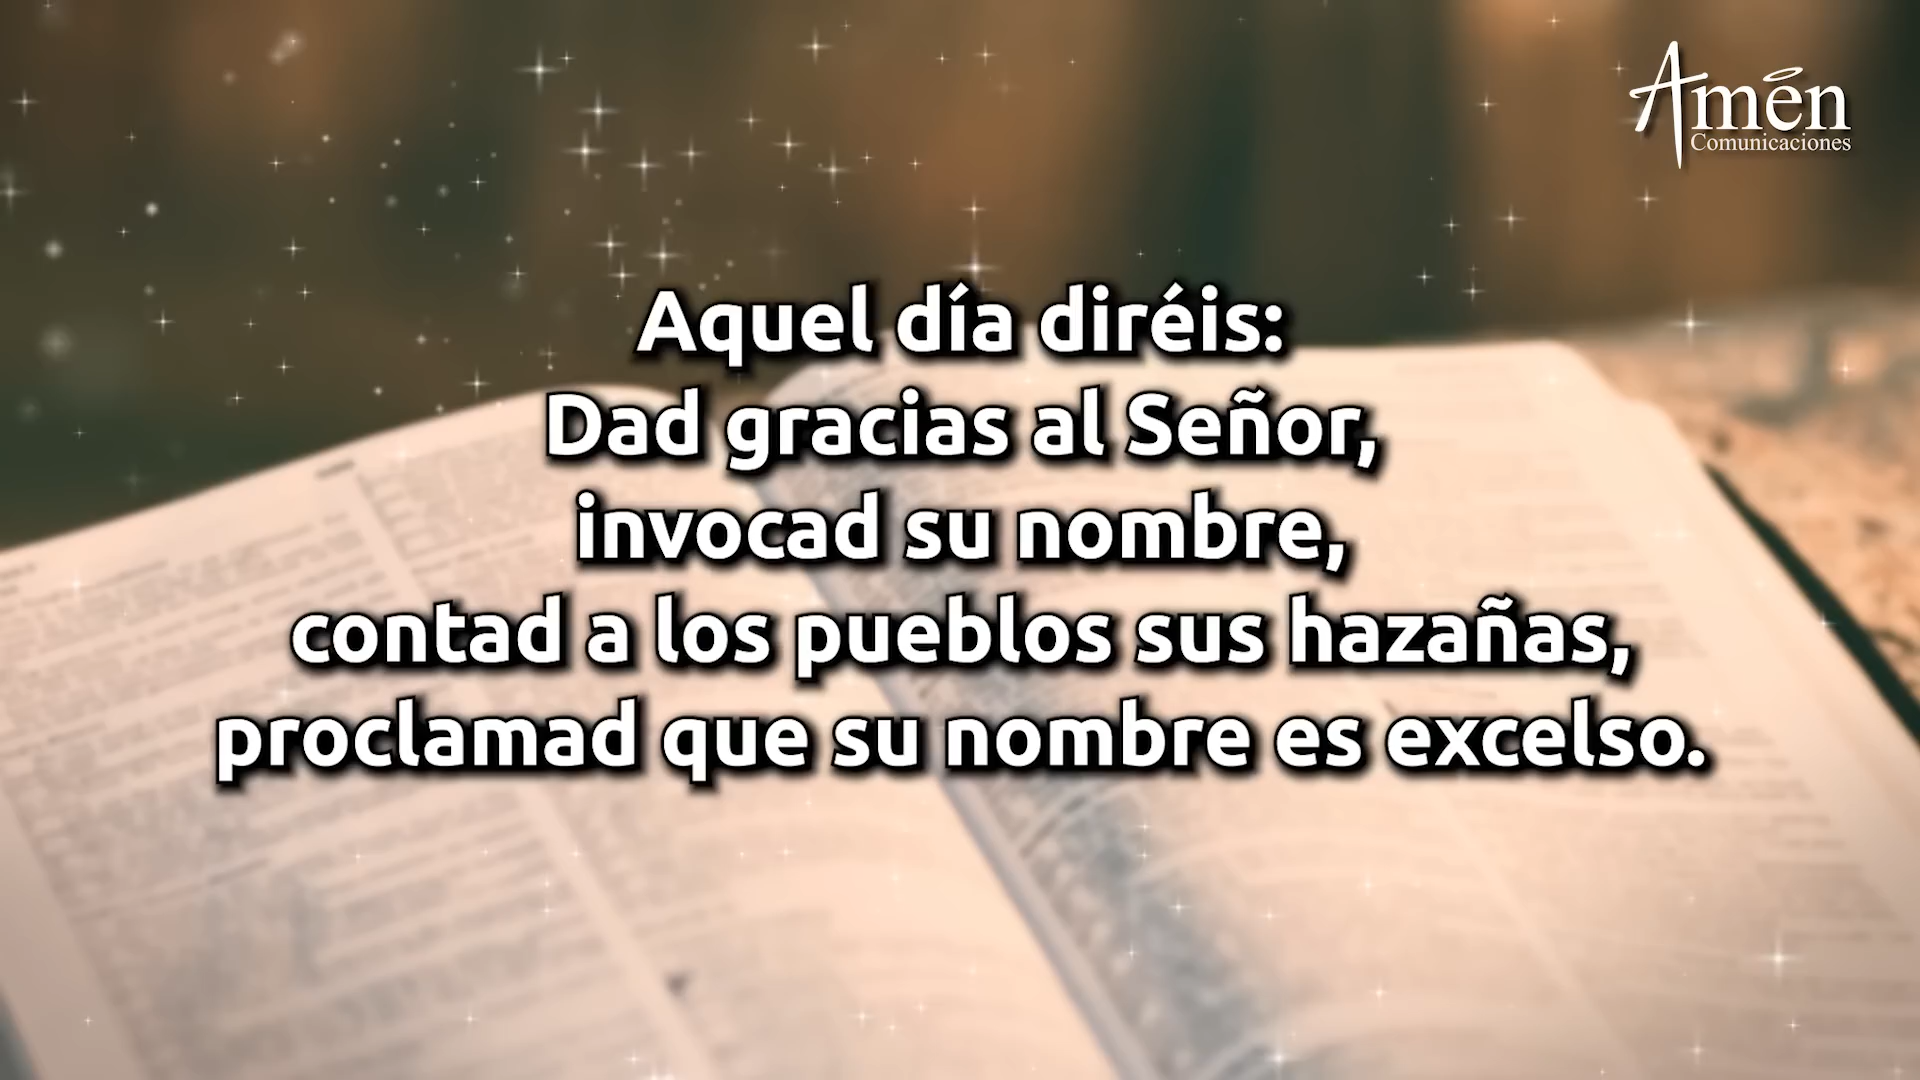 Amén
Comunicaciones
Aquel día diréis:
Dad gracias al Señor,
invocad su nombre,
contad a los pueblos sus hazañas,
proclamad que su nombre es excelso.